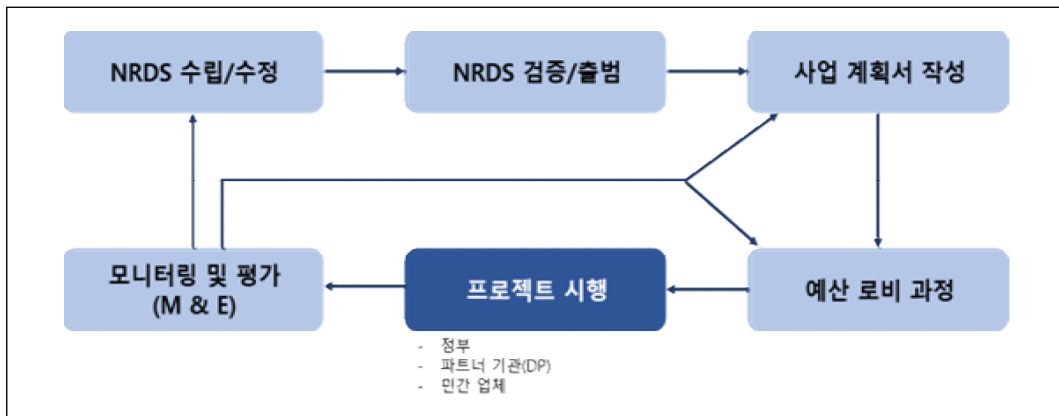 NRDS 수립/수정
NRDS 검증/출범
사업 계획서 작성
모니터링 및 평가
(M & E)
프로젝트 시행
예산 로비 과정
- 정부
- 파트너 기관(DP)
- 민간 업체